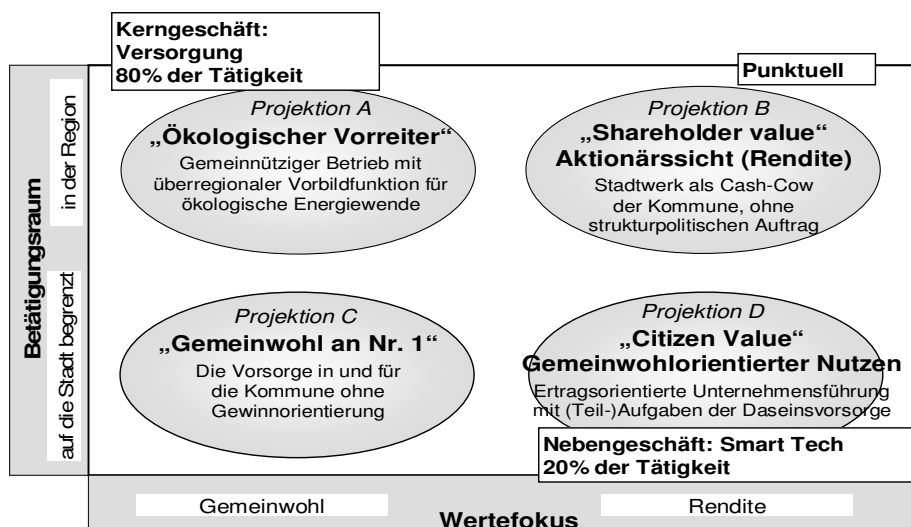 Kerngeschäft:
Versorgung
80% der Tätigkeit
Punktuell
Betätigungsraum
in der Region
auf die Stadt begrenzt
Projektion A
„Ökologischer Vorreiter“
Gemeinnütziger Betrieb mit
überregionaler Vorbildfunktion für
ökologische Energiewende
Projektion B
„Shareholder value“
Aktionärssicht (Rendite)
Stadtwerk als Cash-Cow
der Kommune, ohne
strukturpolitischen Auftrag
Projektion C
„Gemeinwohl an Nr. 1“
Die Vorsorge in und für
die Kommune ohne
Gewinnorientierung
Projektion D
„Citizen Value“
Gemeinwohlorientierter Nutzen
Ertragsorientierte Unternehmensführung
mit (Teil-)Aufgaben der Daseinsvorsorge
Nebengeschäft: Smart Tech
20% der Tätigkeit
Gemeinwohl
Rendite
Wertefokus